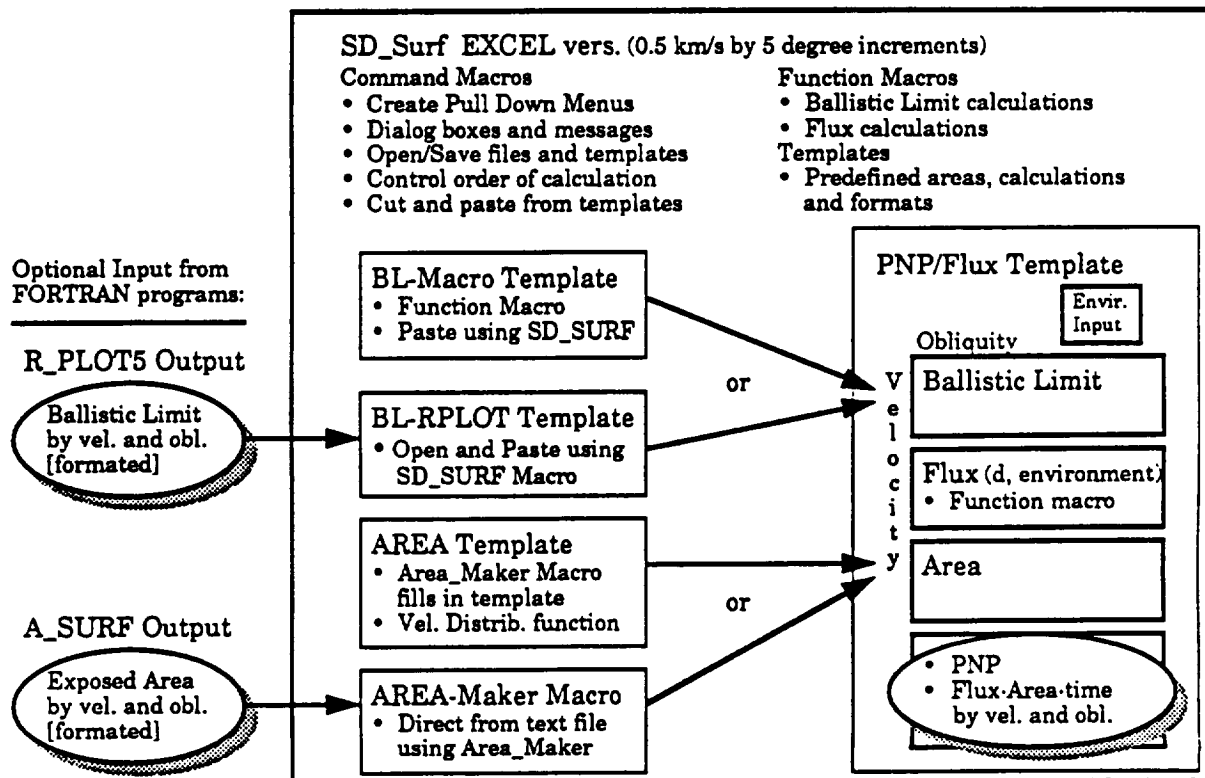 SD_Surf EXCEL vers. (0.5 km/s by 5 degree increments)
Command Macros
• Create Pull Down Menus
• Dialog boxes and messages
• Open/Save files and templates
• Control order of calculation
• Cut and paste from templates
Function Macros
• Ballistic Limit calculations
• Flux calculations
Templates
• Predefined areas, calculations
and formats
Optional Input from
FORTRAN programs:
R_PLOT5 Output
Ballistic Limit
by vel. and obl.
[formated]
A_SURF Output
Exposed Area
by vel. and obl.
[formated]
BL-Macro Template
• Function Macro
• Paste using SD_SURF
or
BL-RPLOT Template
• Open and Paste using
SD_SURF Macro
AREA Template
• Area_Maker Macro
fills in template
• Vel. Distrib. function
or
AREA-Maker Macro
• Direct from text file
using Area_Maker
PNP/Flux Template
Envir.
Input
Obliquity
Velocity
Ballistic Limit
Flux (d, environment)
• Function macro
Area
• PNP
• Flux·Area·time
by vel. and obl.